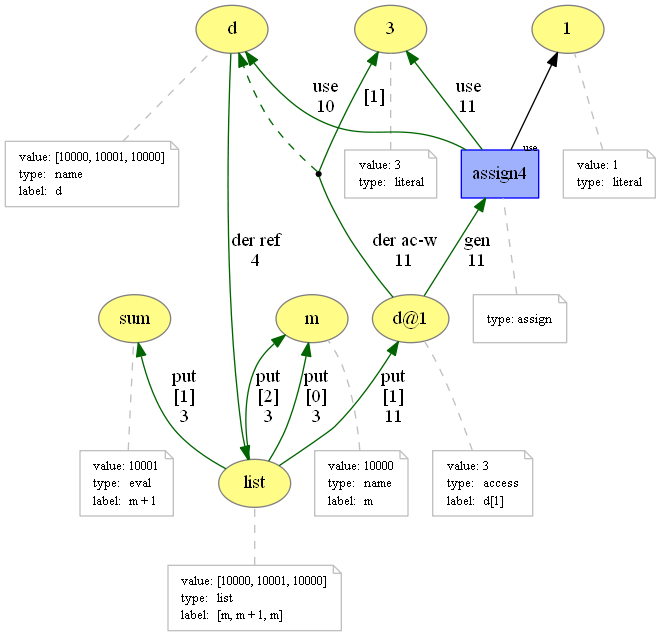 d
3
1
use
10
[1]
use
11
use
value: [10000, 10001, 10000]
type: name
label: d
value: 3
type: literal
assign4
value: 1
type: literal
der ref
4
der ac-w
11
gen
11
sum
m
d@1
type: assign
put
[1]
3
put
[2]
3
put
[0]
3
put
[1]
11
value: 10001
type: eval
label: m + 1
list
value: 10000
type: name
label: m
value: 3
type: access
label: d[1]
value: [10000, 10001, 10000]
type: list
label: [m, m + 1, m]